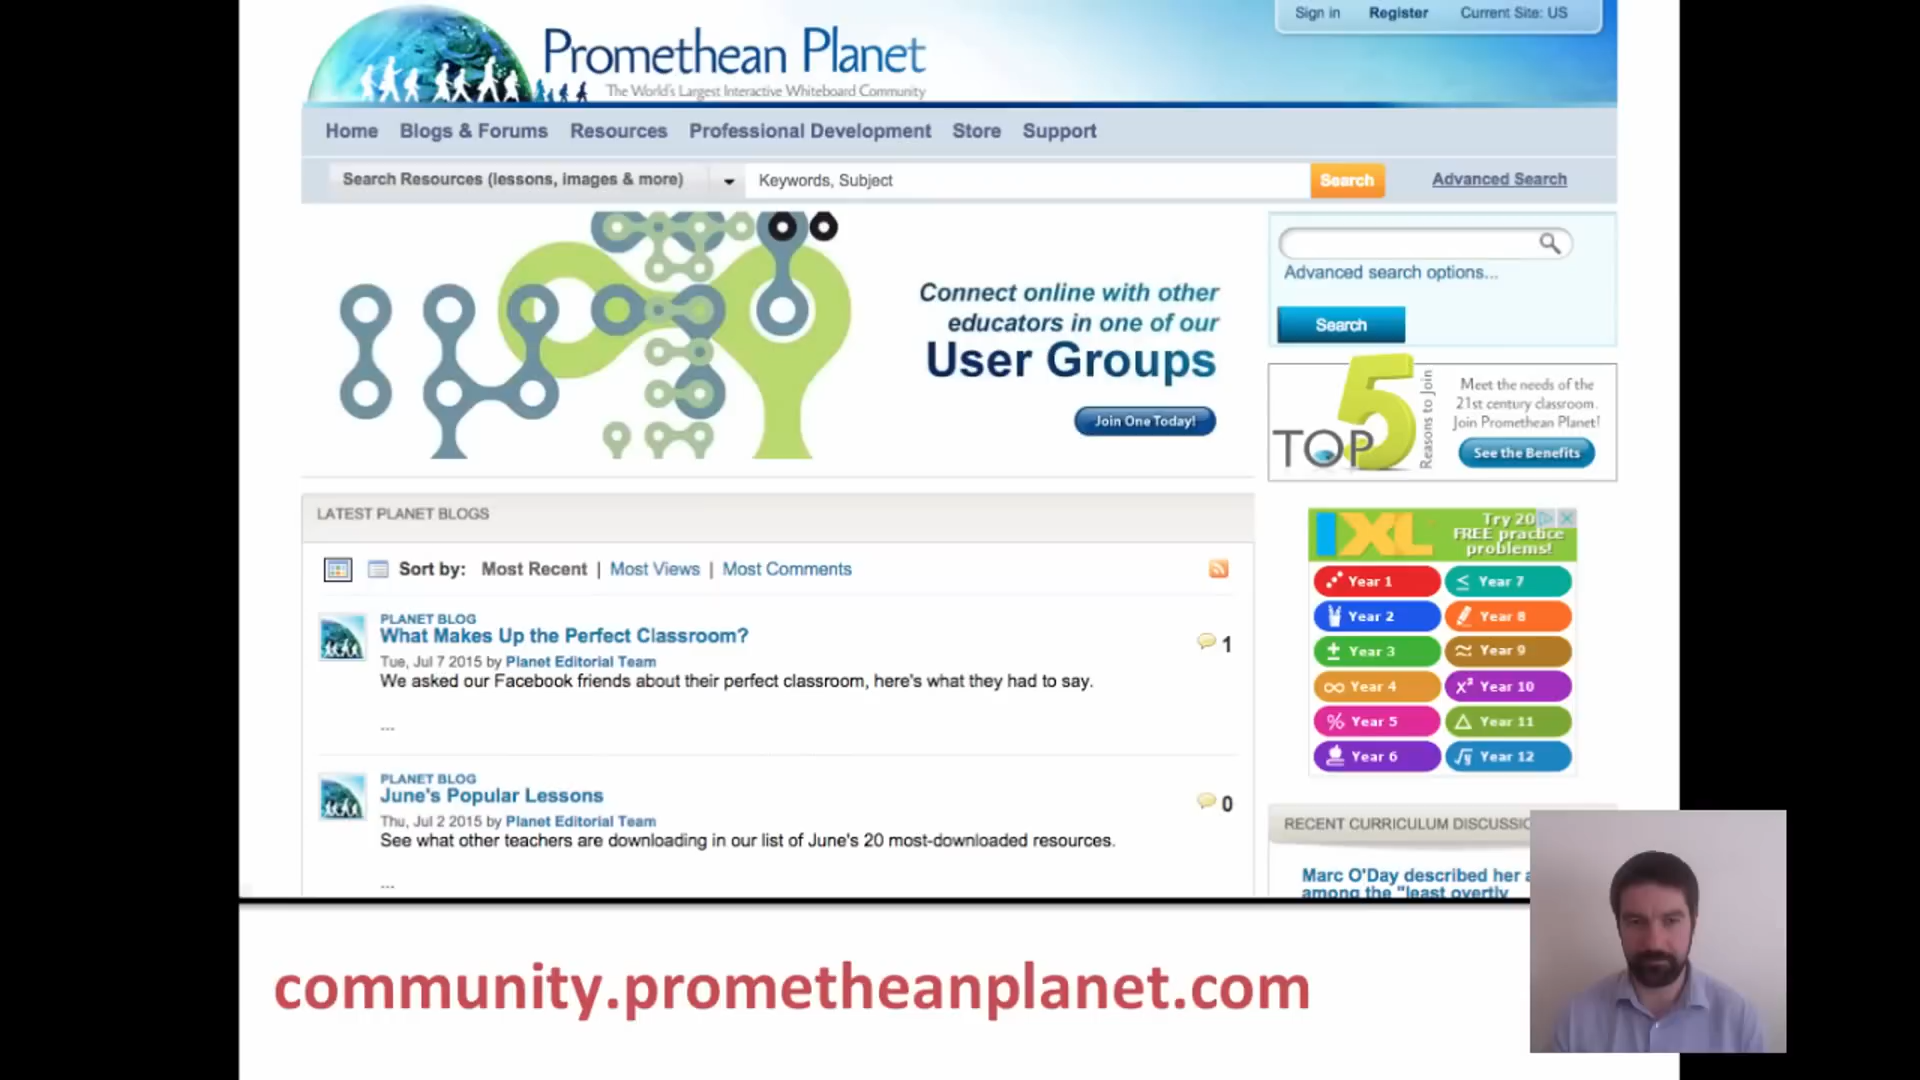 Sign in Register Current Site: US
Promethean Planet
The World's Largest Interactive Whiteboard Community
Home Blogs & Forums Resources Professional Development Store Support
Search Resources (lessons, images & more) Keywords, Subject Search Advanced Search
Connect online with other
educators in one of our
User Groups
Join One Today!
Advanced search options...
Search
TOP 5
Reasons to Join
Meet the needs of the
21st century classroom.
Join Promethean Planet!
See the Benefits
LATEST PLANET BLOGS
Sort by: Most Recent | Most Views | Most Comments
PLANET BLOG
What Makes Up the Perfect Classroom?
Tue, Jul 7 2015 by Planet Editorial Team
We asked our Facebook friends about their perfect classroom, here's what they had to say.
...
1
PLANET BLOG
June's Popular Lessons
Thu, Jul 2 2015 by Planet Editorial Team
See what other teachers are downloading in our list of June's 20 most-downloaded resources.
...
0
IXL
Try 20
FREE practice
problems!
Year 1 Year 7
Year 2 Year 8
Year 3 Year 9
Year 4 Year 10
Year 5 Year 11
Year 6 Year 12
RECENT CURRICULUM DISCUSSIO
Marc O'Day described her a
among the "least overtly
community.prometheanplanet.com